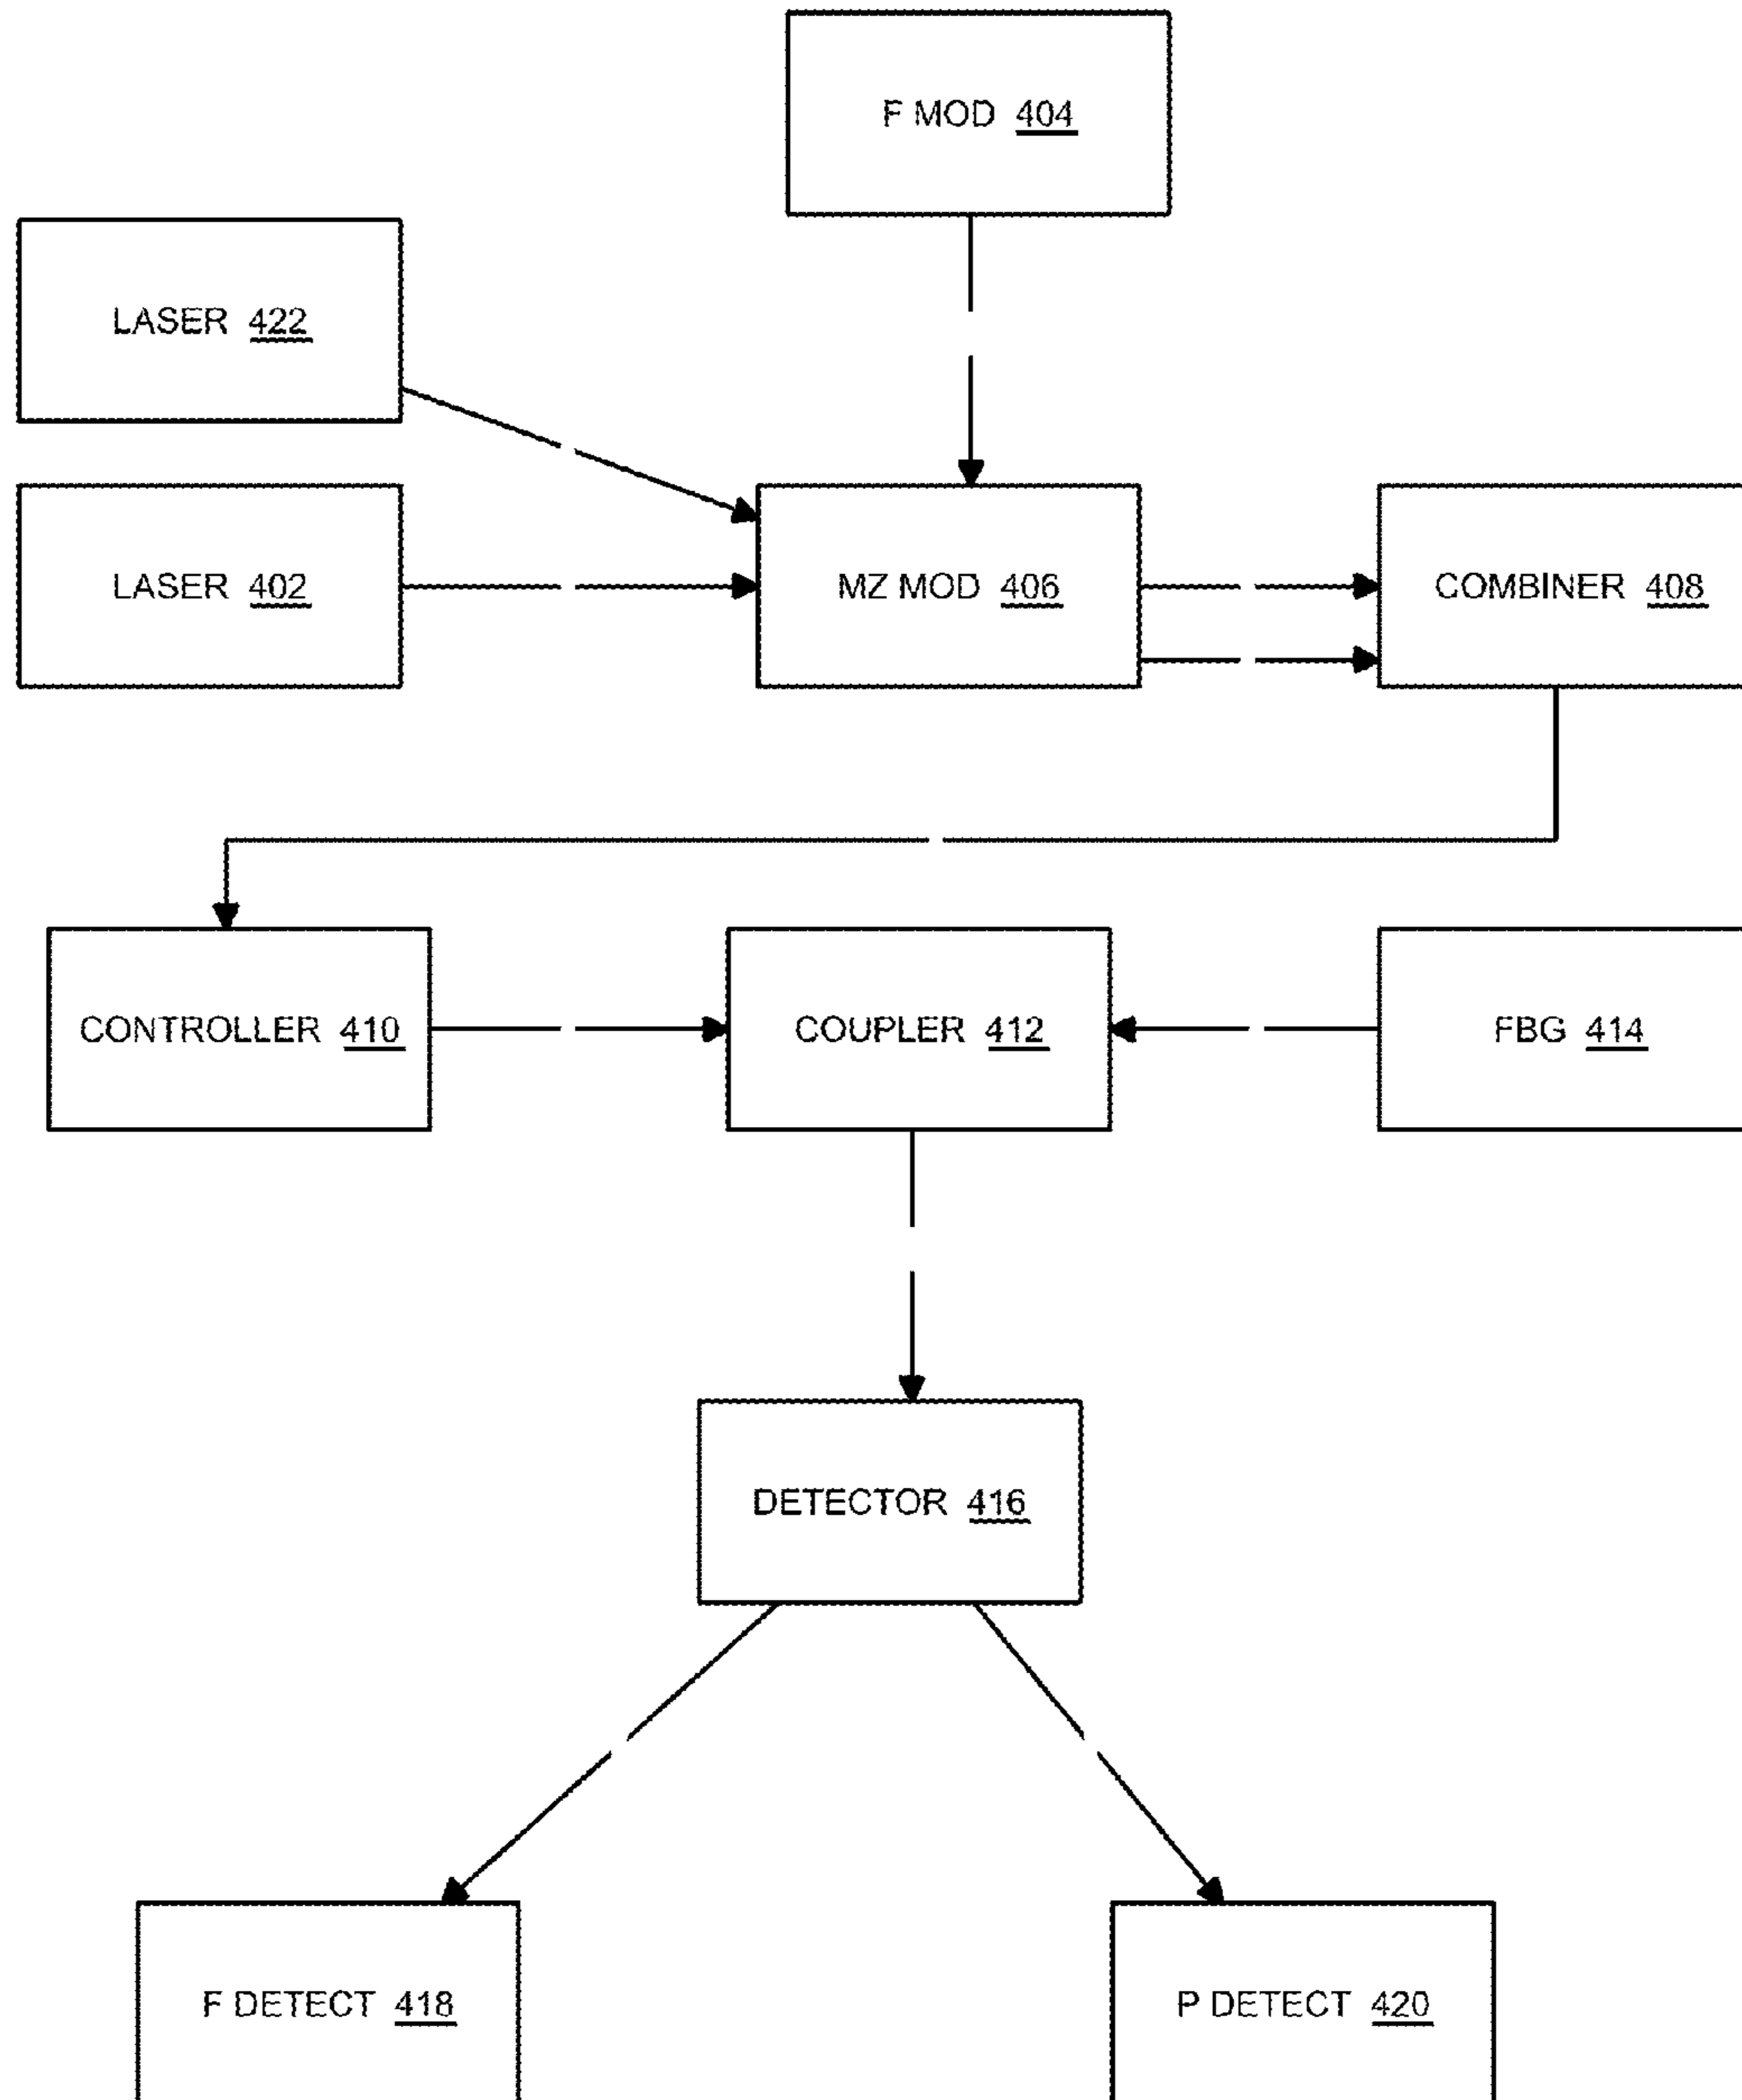 F MOD 404
LASER 422
LASER 402
MZ MOD 406
COMBINER 408
CONTROLLER 410
COUPLER 412
FBG 414
DETECTOR 416
F DETECT 418
P DETECT 420